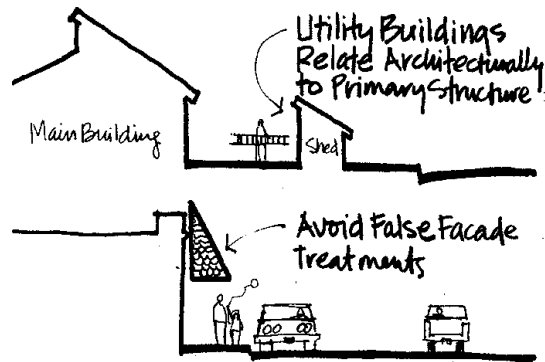 Utility Buildings
Relate Architecturally
to Primary Structure
Main Building
Shed
Avoid False Facade
Treatments